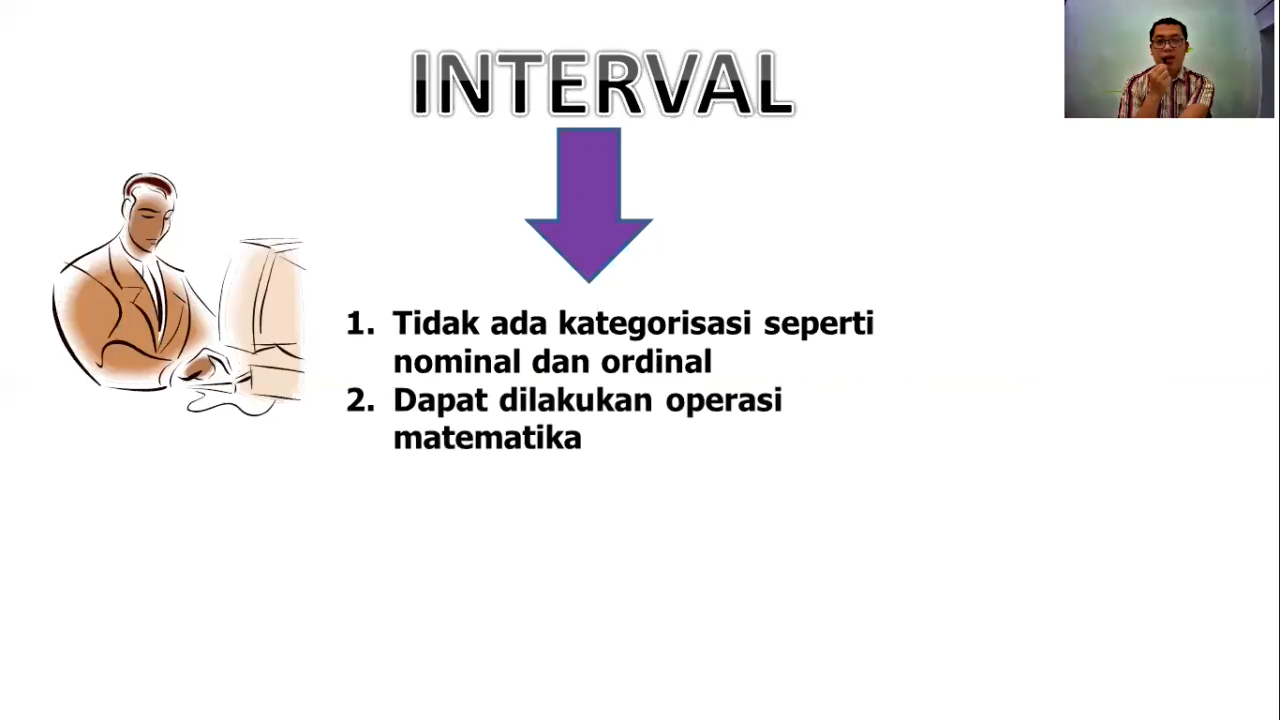 INTERVAL
1. Tidak ada kategorisasi seperti
nominal dan ordinal
2. Dapat dilakukan operasi
matematika